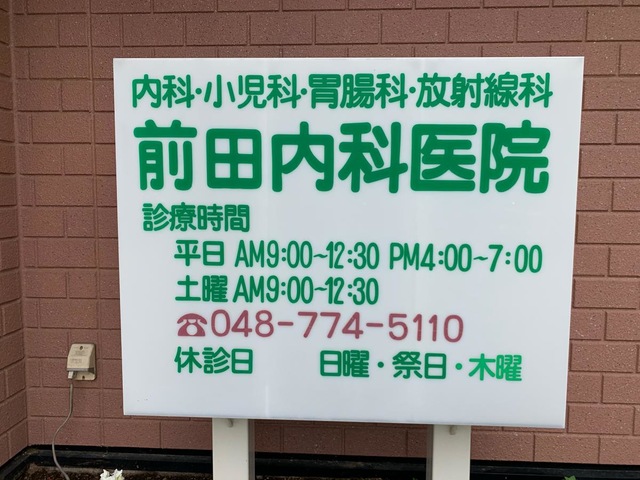 内科・小児科・胃腸科・放射線科
前田内科医院
診療時間
平日 AM9:00~12:30 PM4:00~7:00
土曜 AM9:00~12:30
☎048-774-5110
休診日 日曜・祭日・木曜